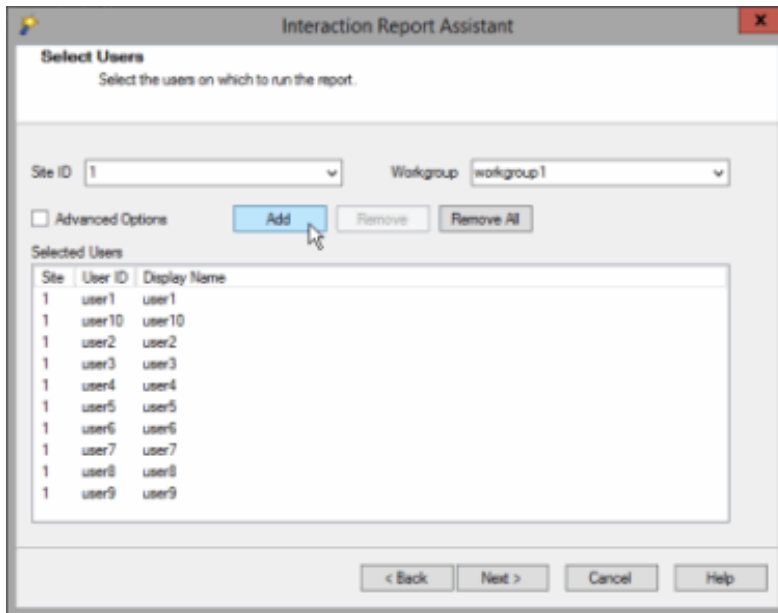 Interaction Report Assistant
x
Select Users
Select the users on which to run the report.
Site ID 1 Workgroup workgroup1
Advanced Options Add Remove Remove All
Selected Users
Site User ID Display Name
1 user1 user1
1 user10 user10
1 user2 user2
1 user3 user3
1 user4 user4
1 user5 user5
1 user6 user6
1 user7 user7
1 user8 user8
1 user9 user9
< Back Next > Cancel Help